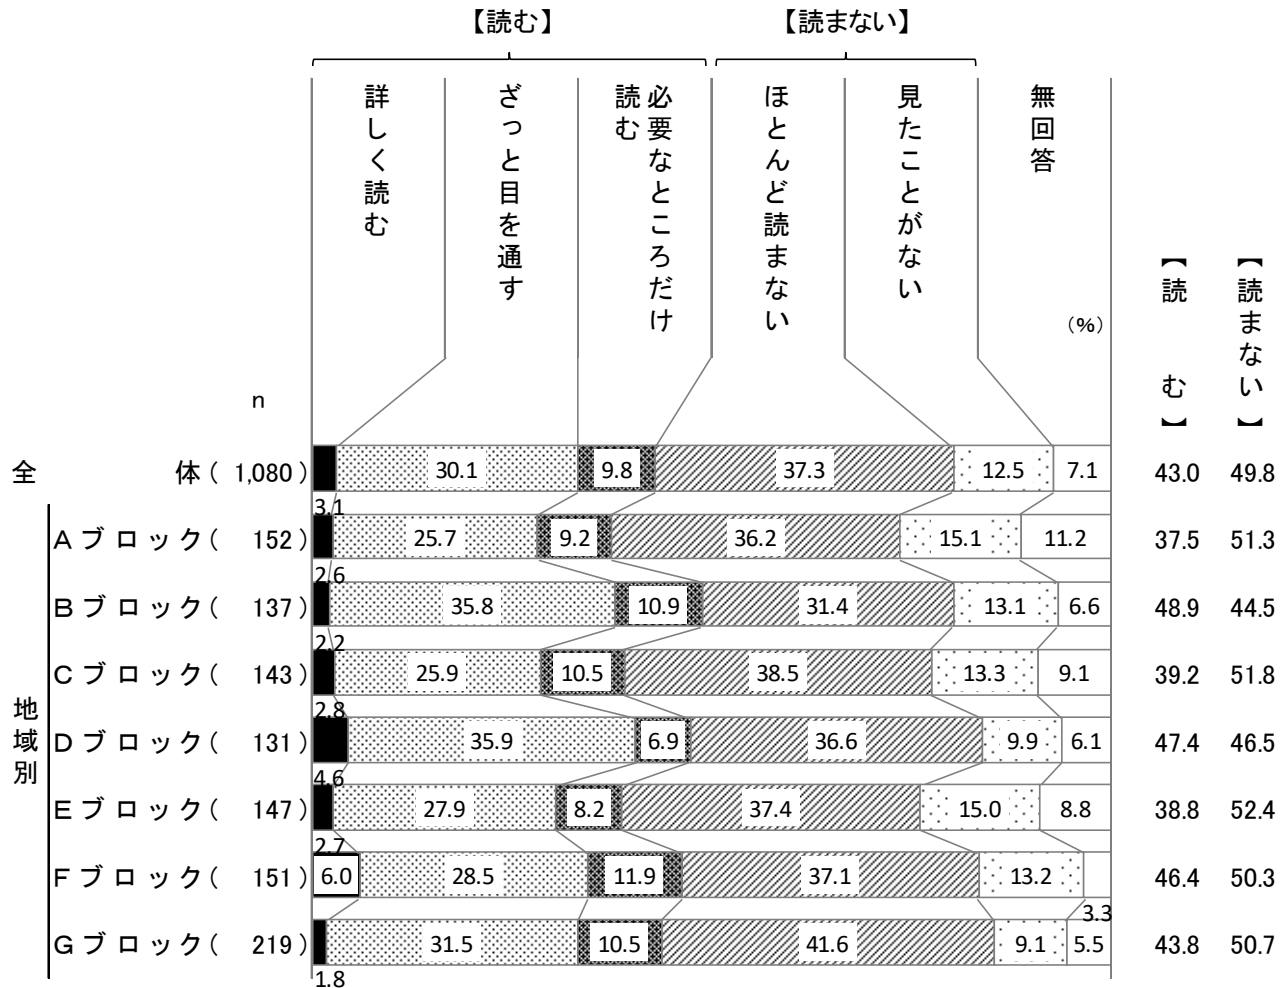 【読む】 【読まない】
詳しく読む
ざっと目を通す
必要なところだけ
読む
ほとんど読まない
見たことがない
無回答
(%)
【読む】
【読まない】
n
全体( 1,080 ) 30.1 9.8 37.3 12.5 7.1 43.0 49.8
3.1
Aブロック( 152 ) 25.7 9.2 36.2 15.1 11.2 37.5 51.3
2.6
Bブロック( 137 ) 35.8 10.9 31.4 13.1 6.6 48.9 44.5
2.2
Cブロック( 143 ) 25.9 10.5 38.5 13.3 9.1 39.2 51.8
2.8
地域別
Dブロック( 131 ) 35.9 6.9 36.6 9.9 6.1 47.4 46.5
4.6
Eブロック( 147 ) 27.9 8.2 37.4 15.0 8.8 38.8 52.4
2.7
Fブロック( 151 ) 6.0 28.5 11.9 37.1 13.2 46.4 50.3
3.3
Gブロック( 219 ) 31.5 10.5 41.6 9.1 5.5 43.8 50.7
1.8